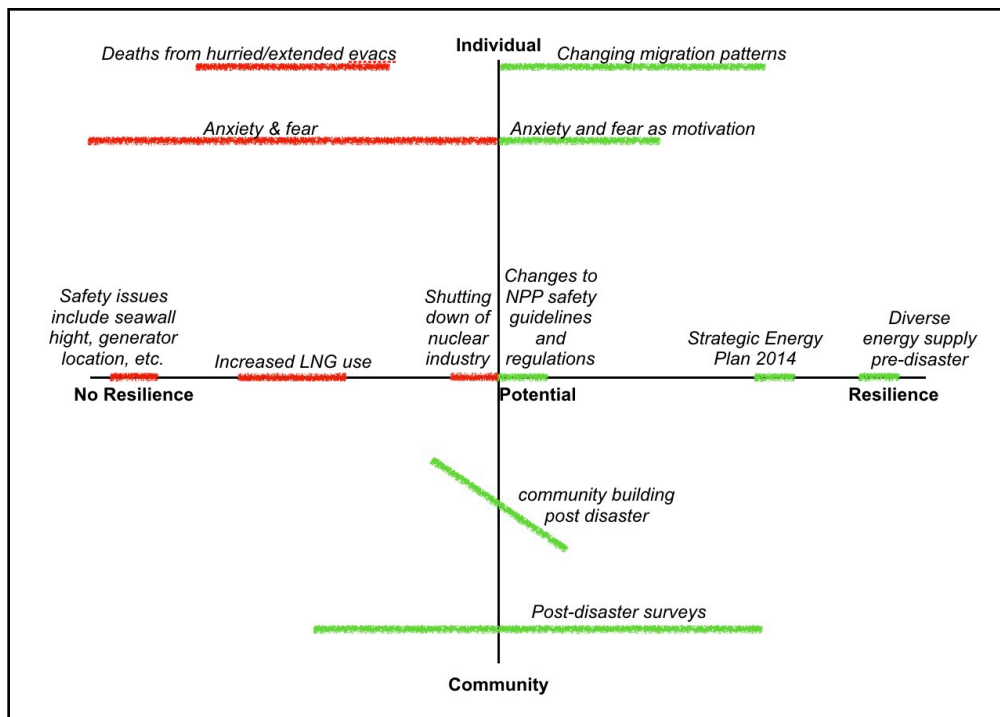 Individual
Deaths from hurried/extended evacs
Changing migration patterns
Anxiety & fear
Anxiety and fear as motivation
Safety issues
include seawall
hight, generator
location, etc.
Increased LNG use
Shutting
down of
nuclear
industry
Changes to
NPP safety
guidelines
and
regulations
Strategic Energy
Plan 2014
Diverse
energy supply
pre-disaster
No Resilience
Potential
Resilience
community building
post disaster
Post-disaster surveys
Community